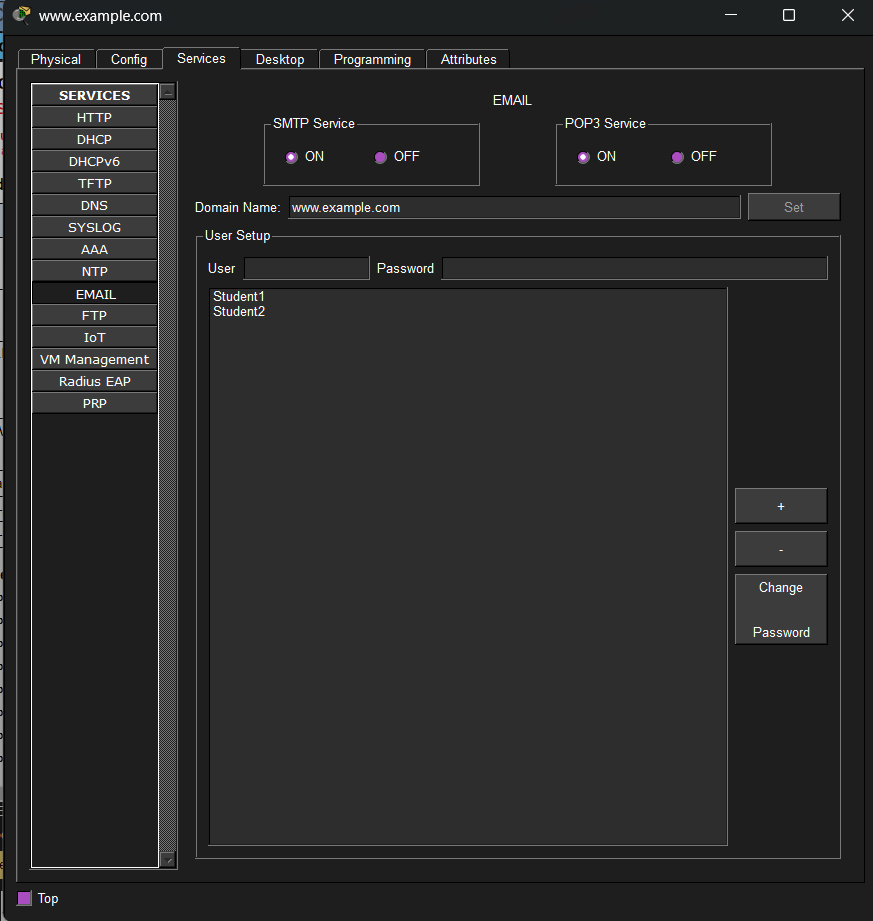 www.example.com
Physical Config Services Desktop Programming Attributes
SERVICES
HTTP
DHCP
DHCPv6
TFTP
DNS
SYSLOG
AAA
NTP
EMAIL
FTP
IoT
VM Management
Radius EAP
PRP
EMAIL
SMTP Service
ON OFF
POP3 Service
ON OFF
Domain Name: www.example.com Set
User Setup
User Password
Student1
Student2
+
-
Change
Password
Top